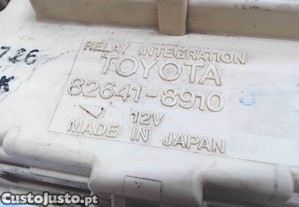 RELAY INTEGRATION
TOYOTA
82641-8910
12V
MADE IN JAPAN
CustoJusto.pt